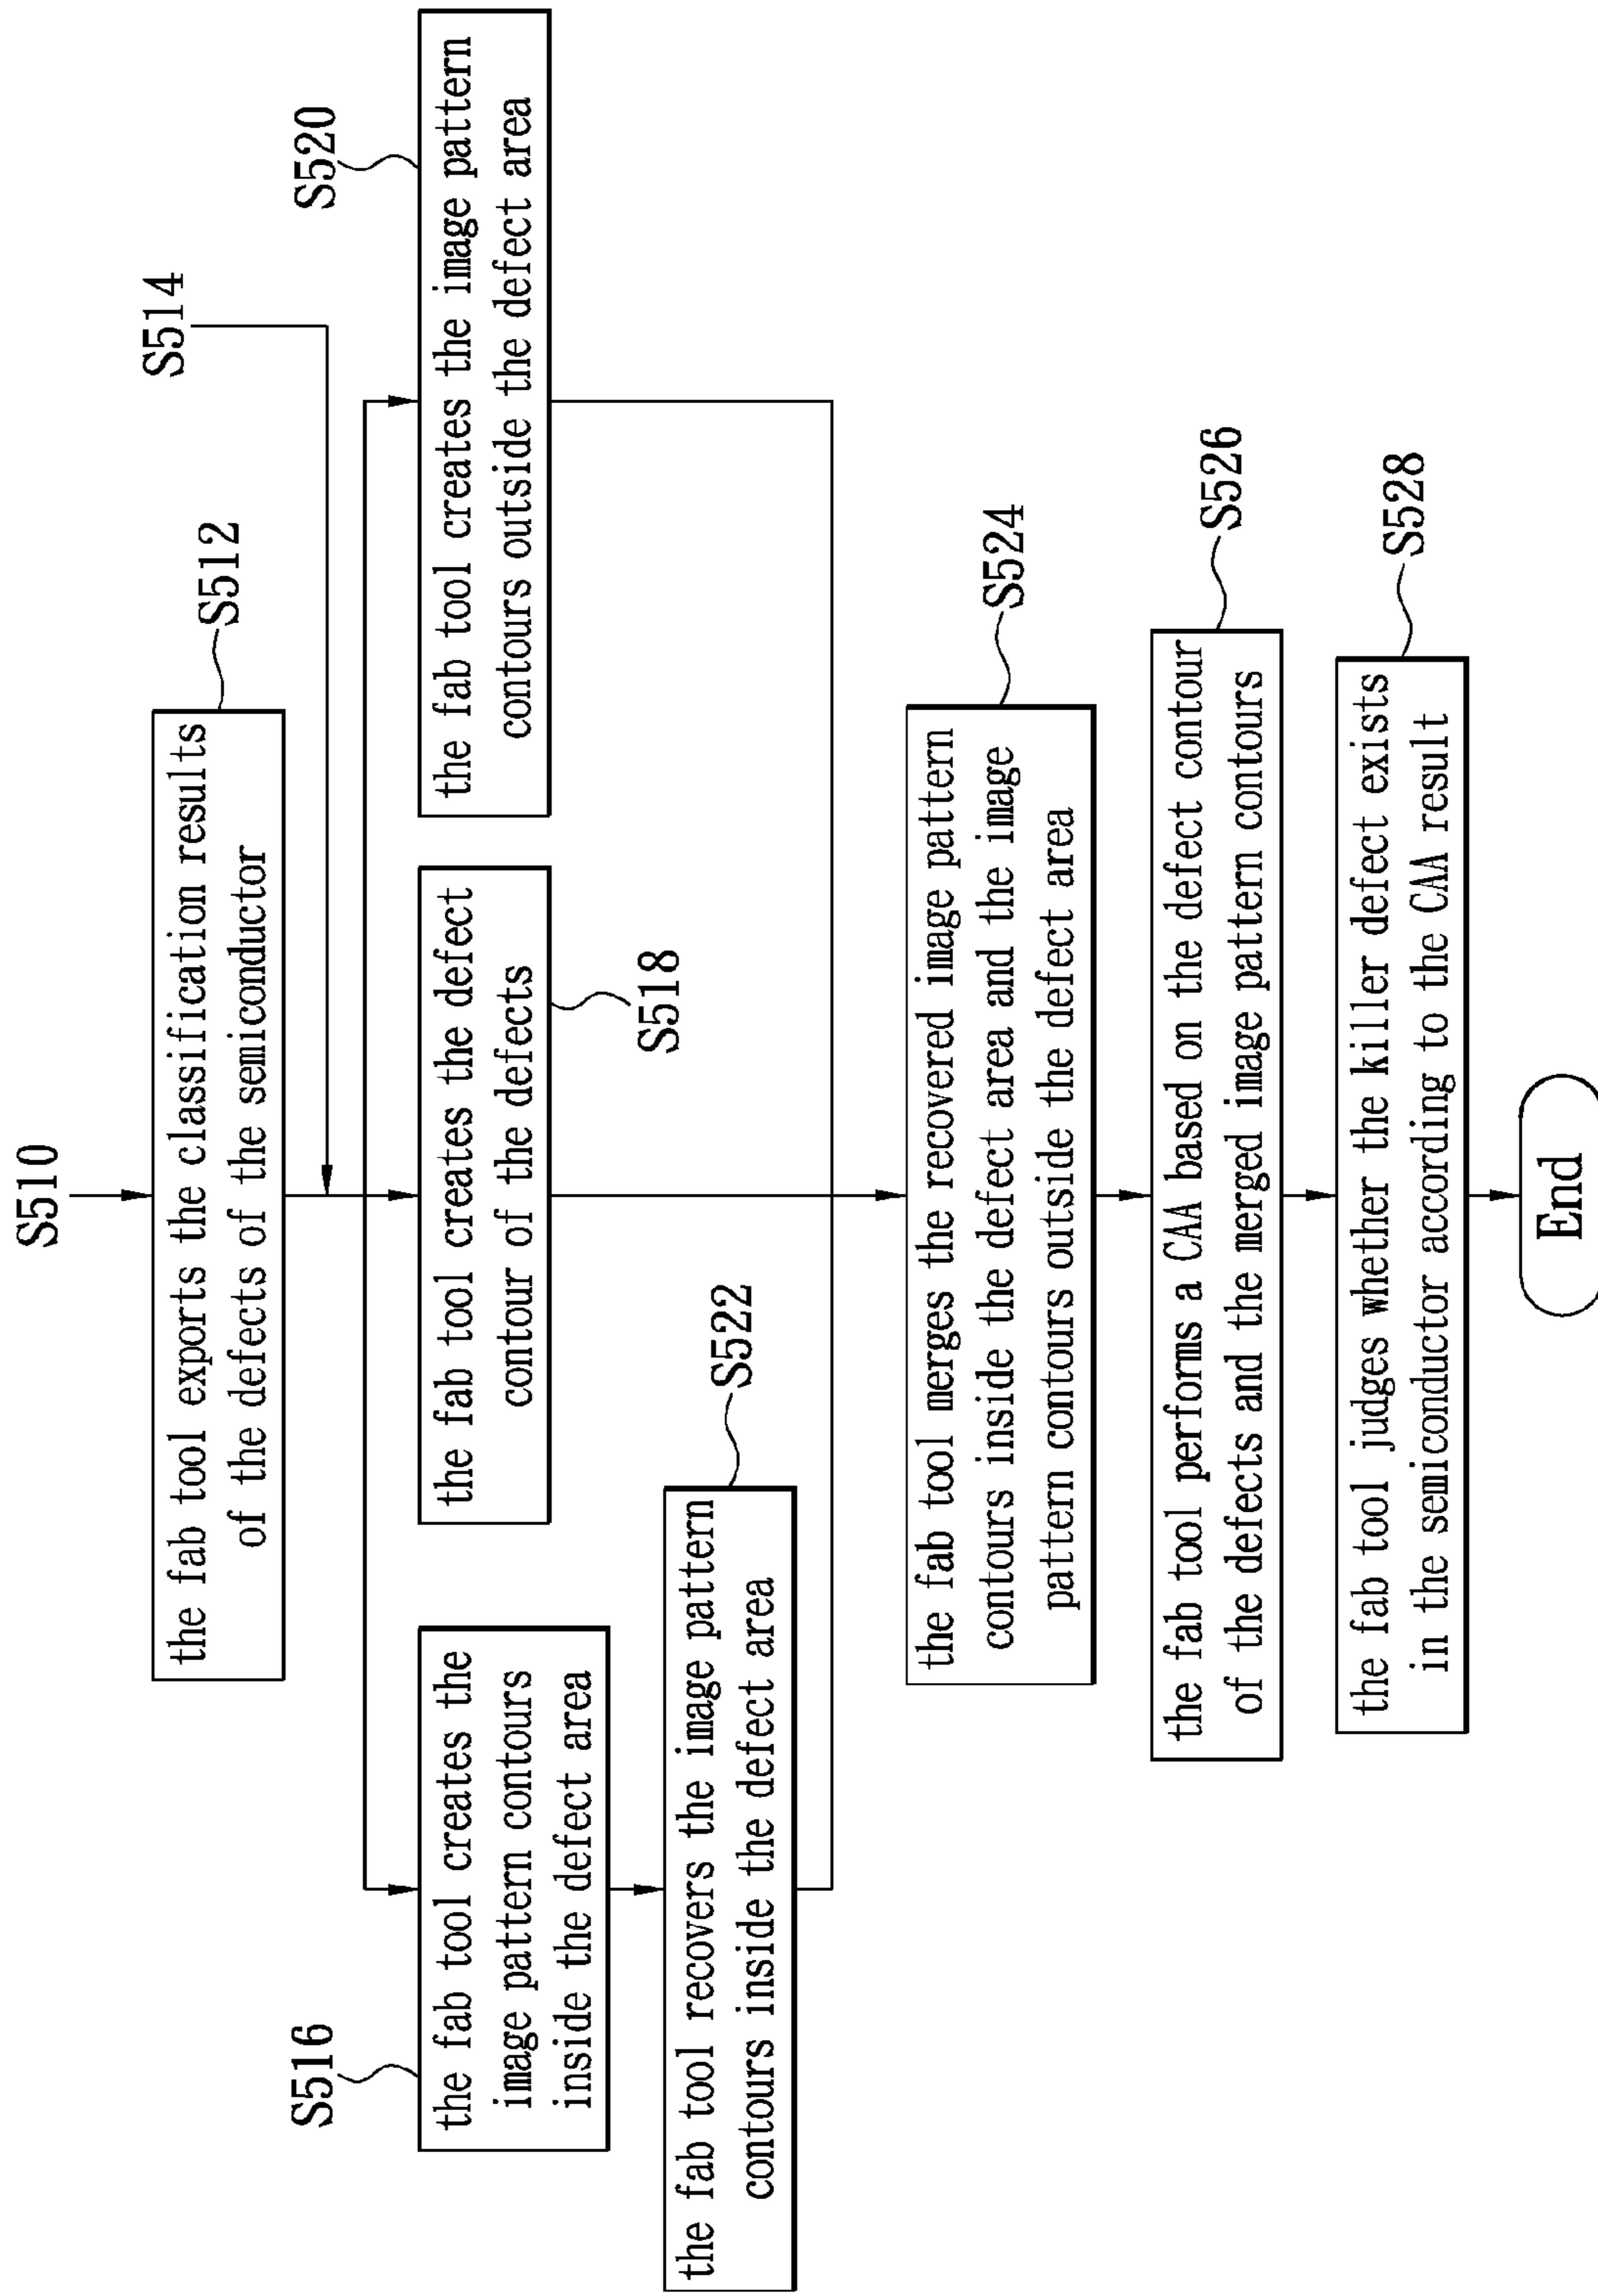 S510
the fab tool exports the classification results
of the defects of the semiconductor
S512
S514
S516
the fab tool creates the
image pattern contours
inside the defect area
the fab tool creates the defect
contour of the defects
S518
S520
the fab tool creates the image pattern
contours outside the defect area
the fab tool recovers the image pattern
contours inside the defect area
S522
the fab tool merges the recovered image pattern
contours inside the defect area and the image
pattern contours outside the defect area
S524
the fab tool performs a CAA based on the defect contour
of the defects and the merged image pattern contours
S526
the fab tool judges whether the killer defect exists
in the semiconductor according to the CAA result
S528
End